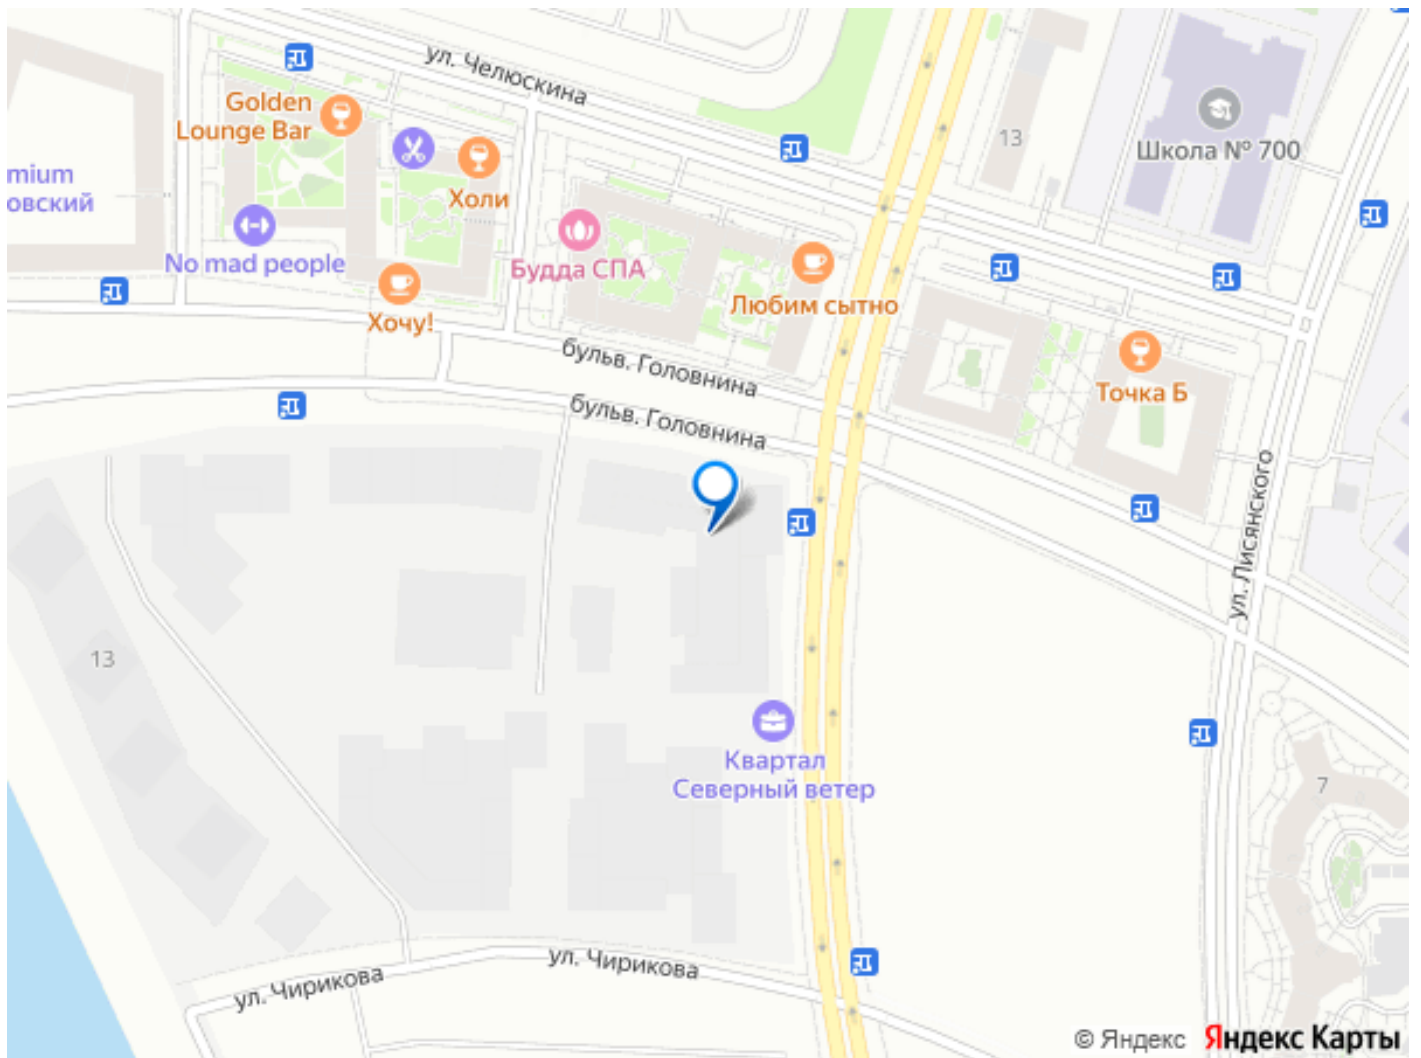 ул. Челюскина
Golden
Lounge Bar
13
Школа № 700
mium
овский
Холи
No mad people
Будда СПА
Любим сытно
Хочу!
бульв. Головнина
Точка Б
бульв. Головнина
ул. Лисянского
13
Квартал
Северный ветер
7
ул. Чирикова
ул. Чирикова
© Яндекс Яндекс Карты